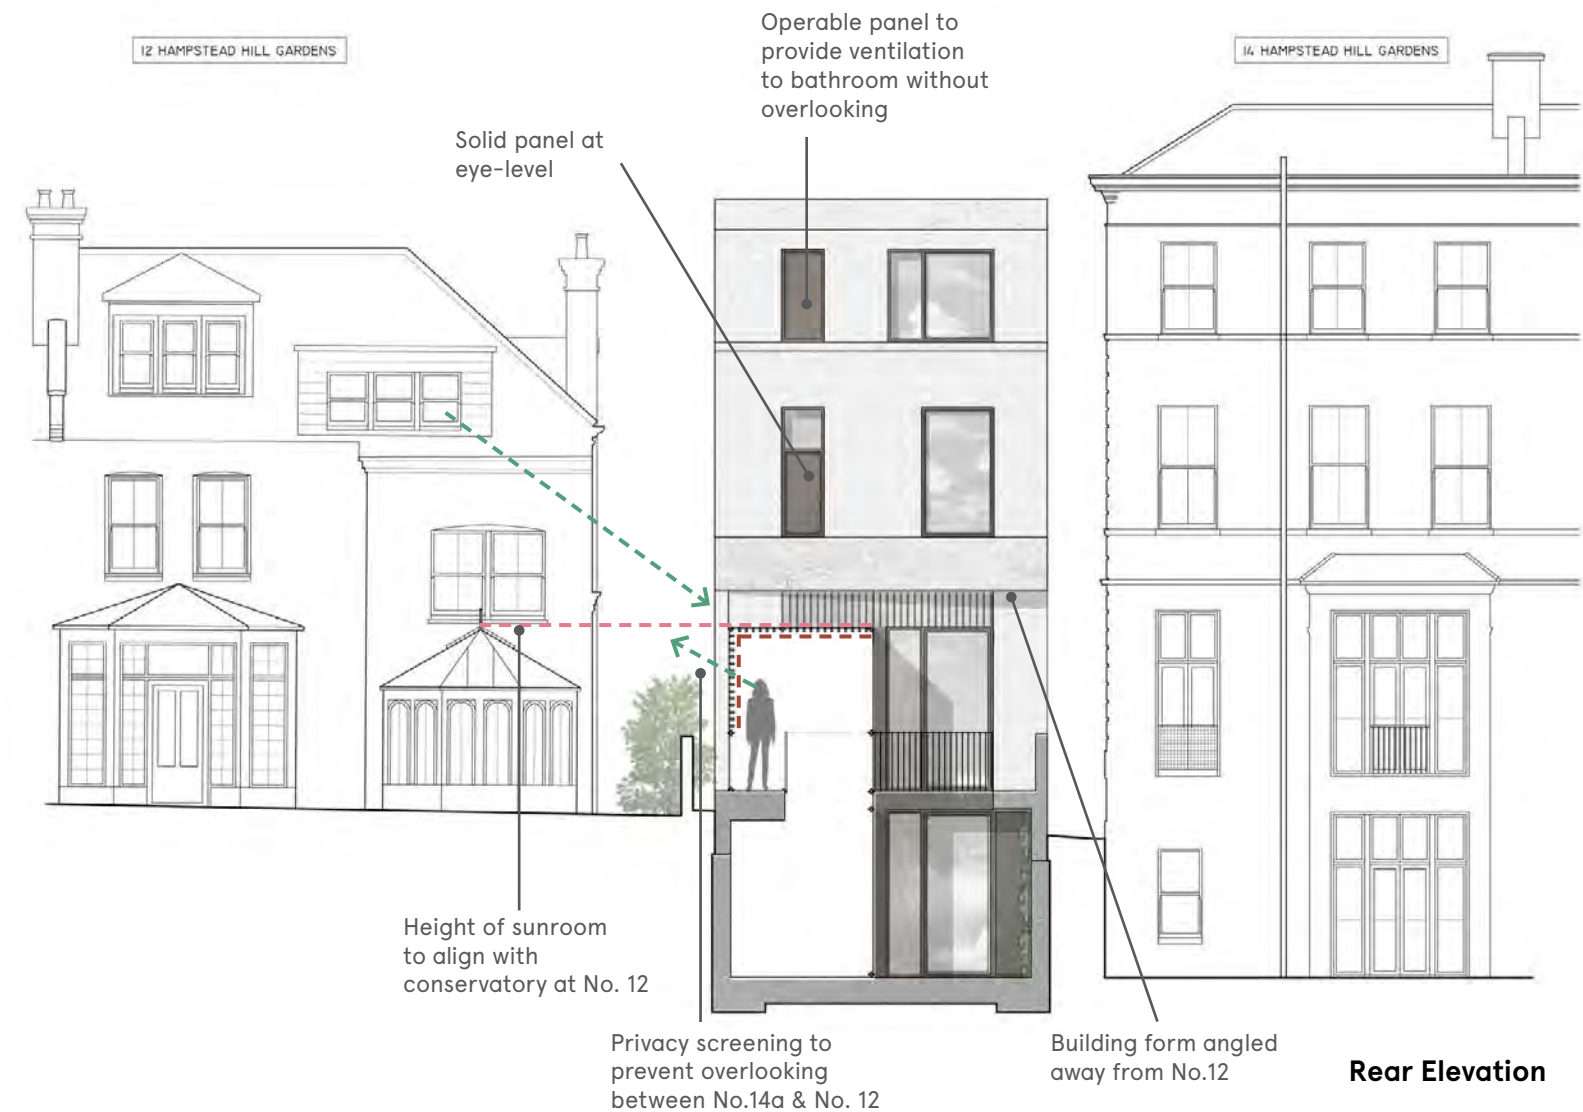 12 HAMPSTEAD HILL GARDENS
Operable panel to
provide ventilation
to bathroom without
overlooking
14 HAMPSTEAD HILL GARDENS
Solid panel at
eye-level
Height of sunroom
to align with
conservatory at No. 12
Privacy screening to
prevent overlooking
between No.14a & No. 12
Building form angled
away from No.12
Rear Elevation